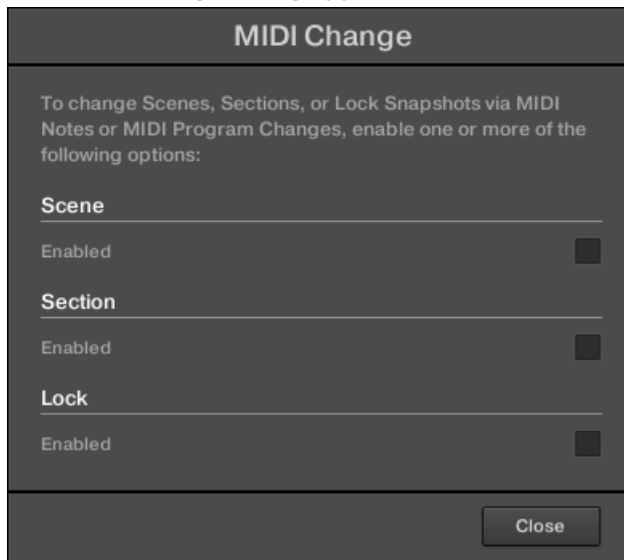 MIDI Change
To change Scenes, Sections, or Lock Snapshots via MIDI
Notes or MIDI Program Changes, enable one or more of the
following options:
Scene
Enabled
Section
Enabled
Lock
Enabled
Close